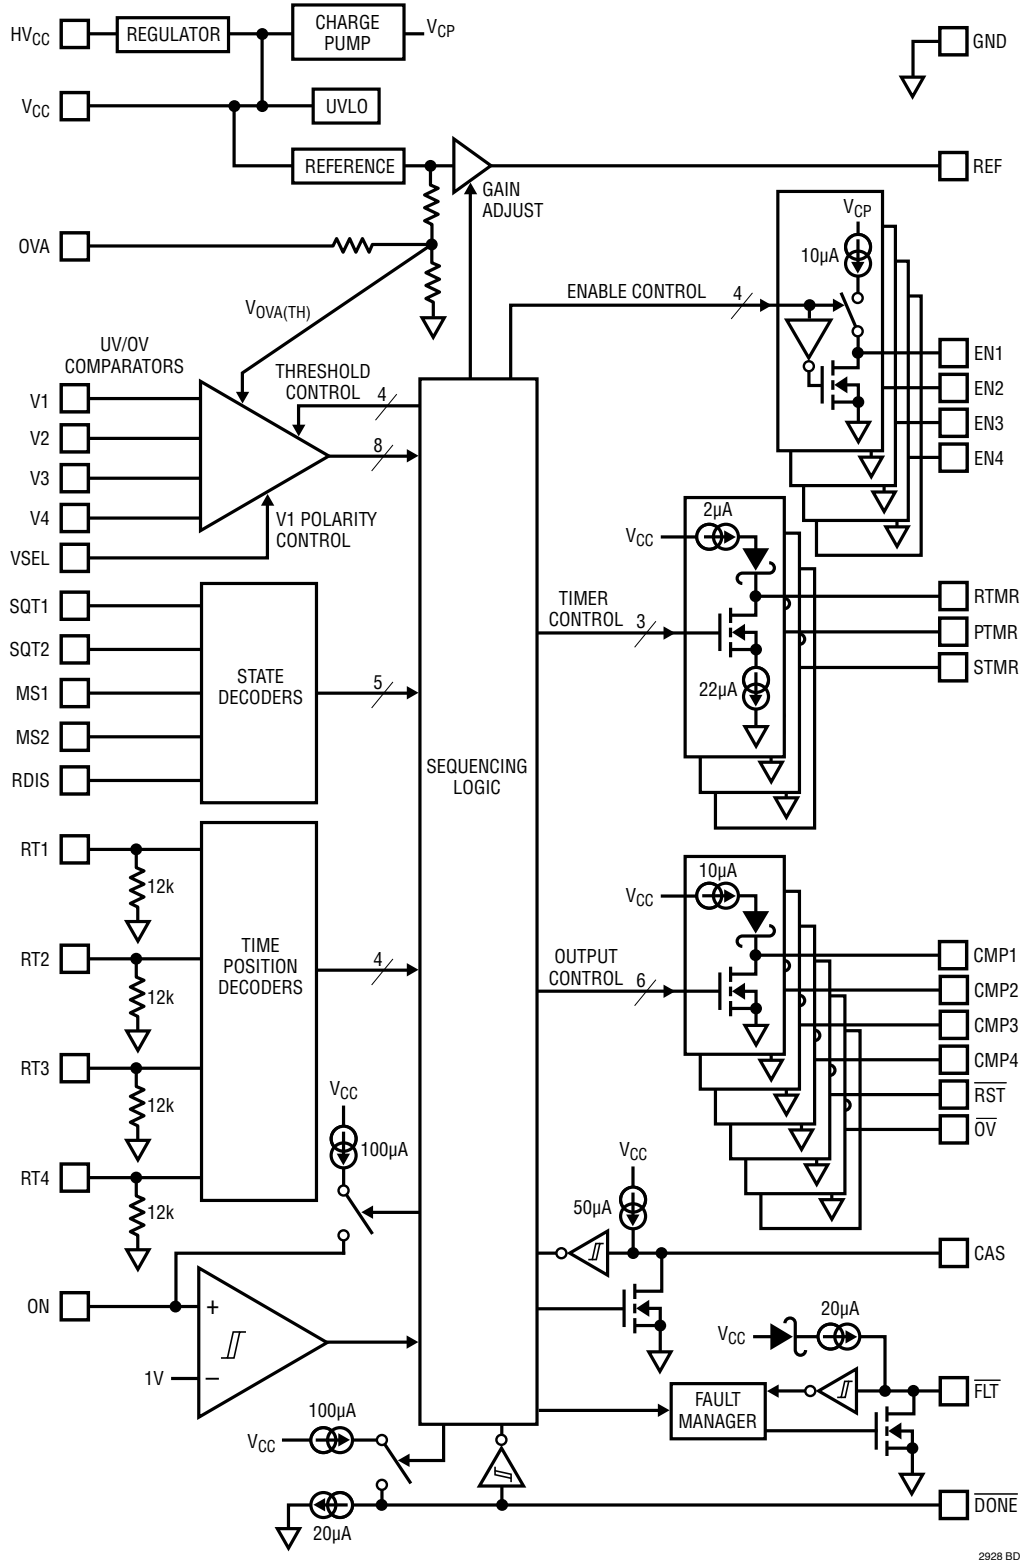 HVCC
REGULATOR
CHARGE
PUMP
VCP
GND
VCC
UVLO
REFERENCE
REF
GAIN
ADJUST
OVA
VCP
10µA
ENABLE CONTROL
4
VOVA(TH)
UV/OV
COMPARATORS
THRESHOLD
CONTROL
4
EN1
EN2
EN3
EN4
V1
V2
V3
V4
8
V1 POLARITY
CONTROL
VSEL
2µA
VCC
SQT1
SQT2
MS1
MS2
RDIS
STATE
DECODERS
5
TIMER
CONTROL
3
22µA
RTMR
PTMR
STMR
SEQUENCING
LOGIC
RT1
12k
RT2
12k
RT3
12k
RT4
12k
TIME
POSITION
DECODERS
4
10µA
VCC
OUTPUT
CONTROL
6
CMP1
CMP2
CMP3
CMP4
RST
OV
VCC
100µA
VCC
50µA
CAS
ON
+
1V
−
20µA
VCC
FAULT
MANAGER
FLT
100µA
VCC
20µA
DONE
2928 BD